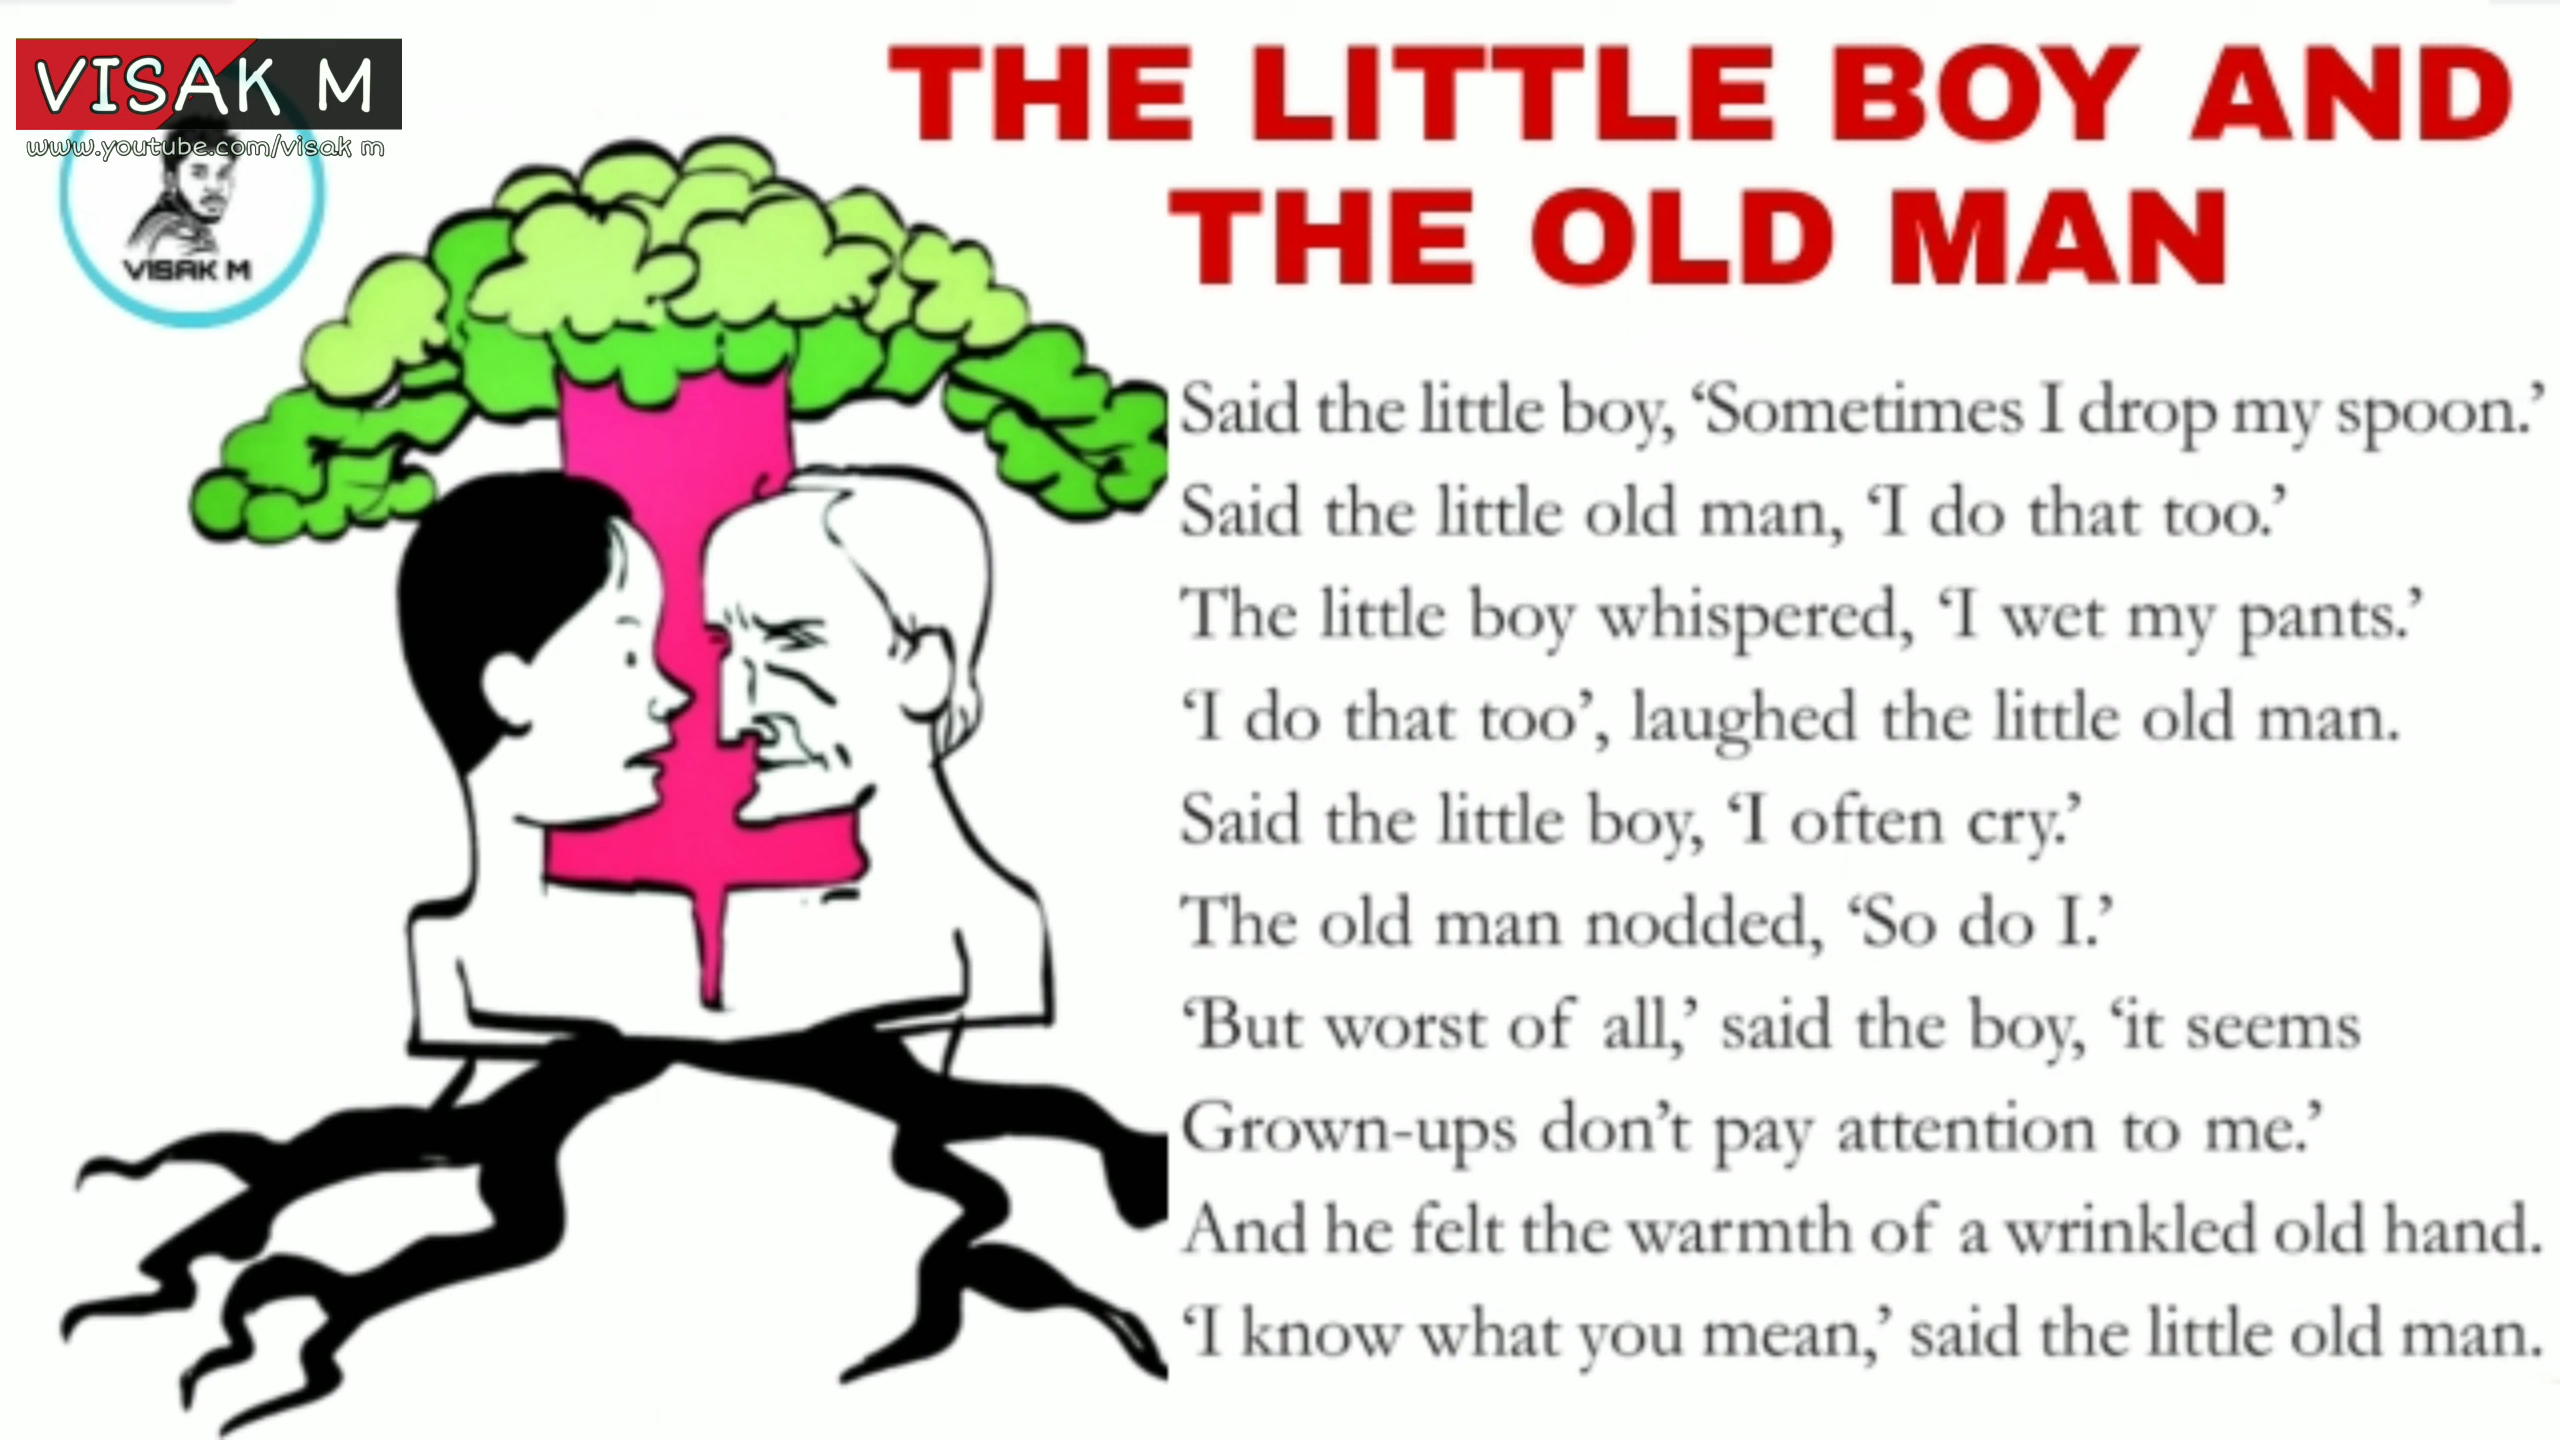 VISAK M
www.youtube.com/visak m
VISAK M
THE LITTLE BOY AND
THE OLD MAN
Said the little boy, ‘Sometimes I drop my spoon.’
Said the little old man, ‘I do that too.’
The little boy whispered, ‘I wet my pants.’
‘I do that too’, laughed the little old man.
Said the little boy, ‘I often cry.’
The old man nodded, ‘So do I.’
‘But worst of all,’ said the boy, ‘it seems
Grown-ups don’t pay attention to me.’
And he felt the warmth of a wrinkled old hand.
‘I know what you mean,’ said the little old man.